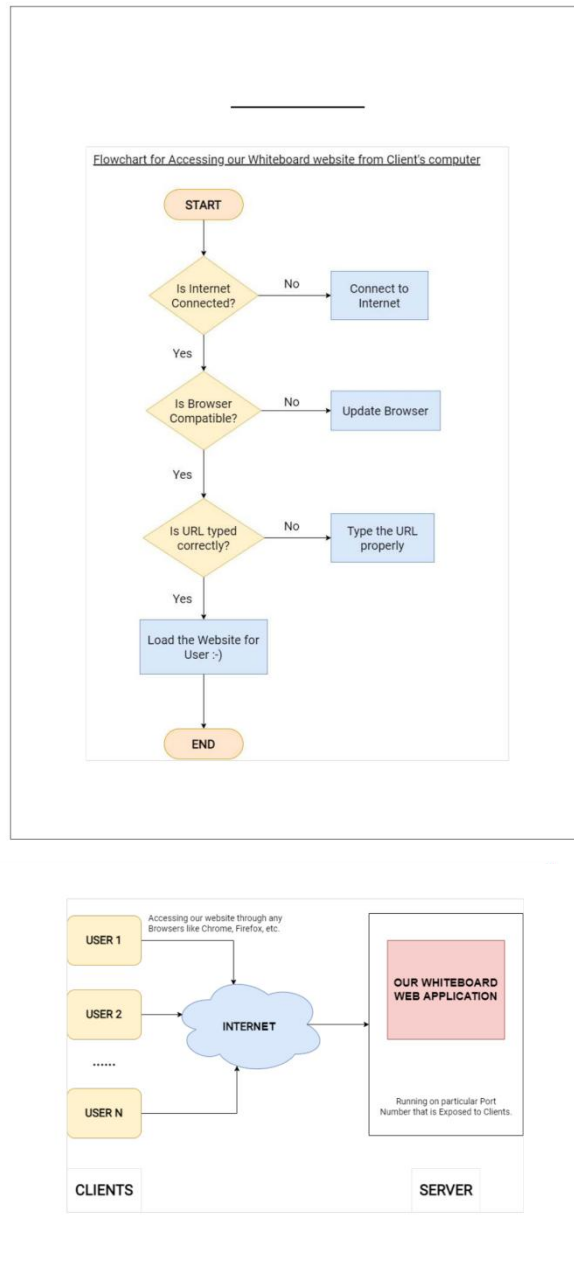 Flowchart for Accessing our Whiteboard website from Client's computer
START
Is Internet
Connected?
No
Connect to
Internet
Yes
Is Browser
Compatible?
No
Update Browser
Yes
Is URL typed
correctly?
No
Type the URL
properly
Yes
Load the Website for
User :-)
END
Accessing our website through any
Browsers like Chrome, Firefox, etc.
USER 1
USER 2
......
USER N
INTERNET
OUR WHITEBOARD
WEB APPLICATION
Running on particular Port
Number that is Exposed to Clients.
CLIENTS
SERVER